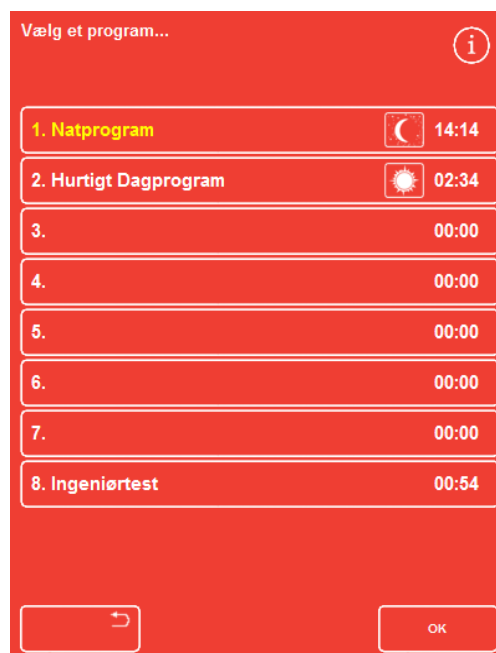 Vælg et program...
i
1. Natprogram 14:14
2. Hurtigt Dagprogram 02:34
3. 00:00
4. 00:00
5. 00:00
6. 00:00
7. 00:00
8. Ingeniørtest 00:54
OK